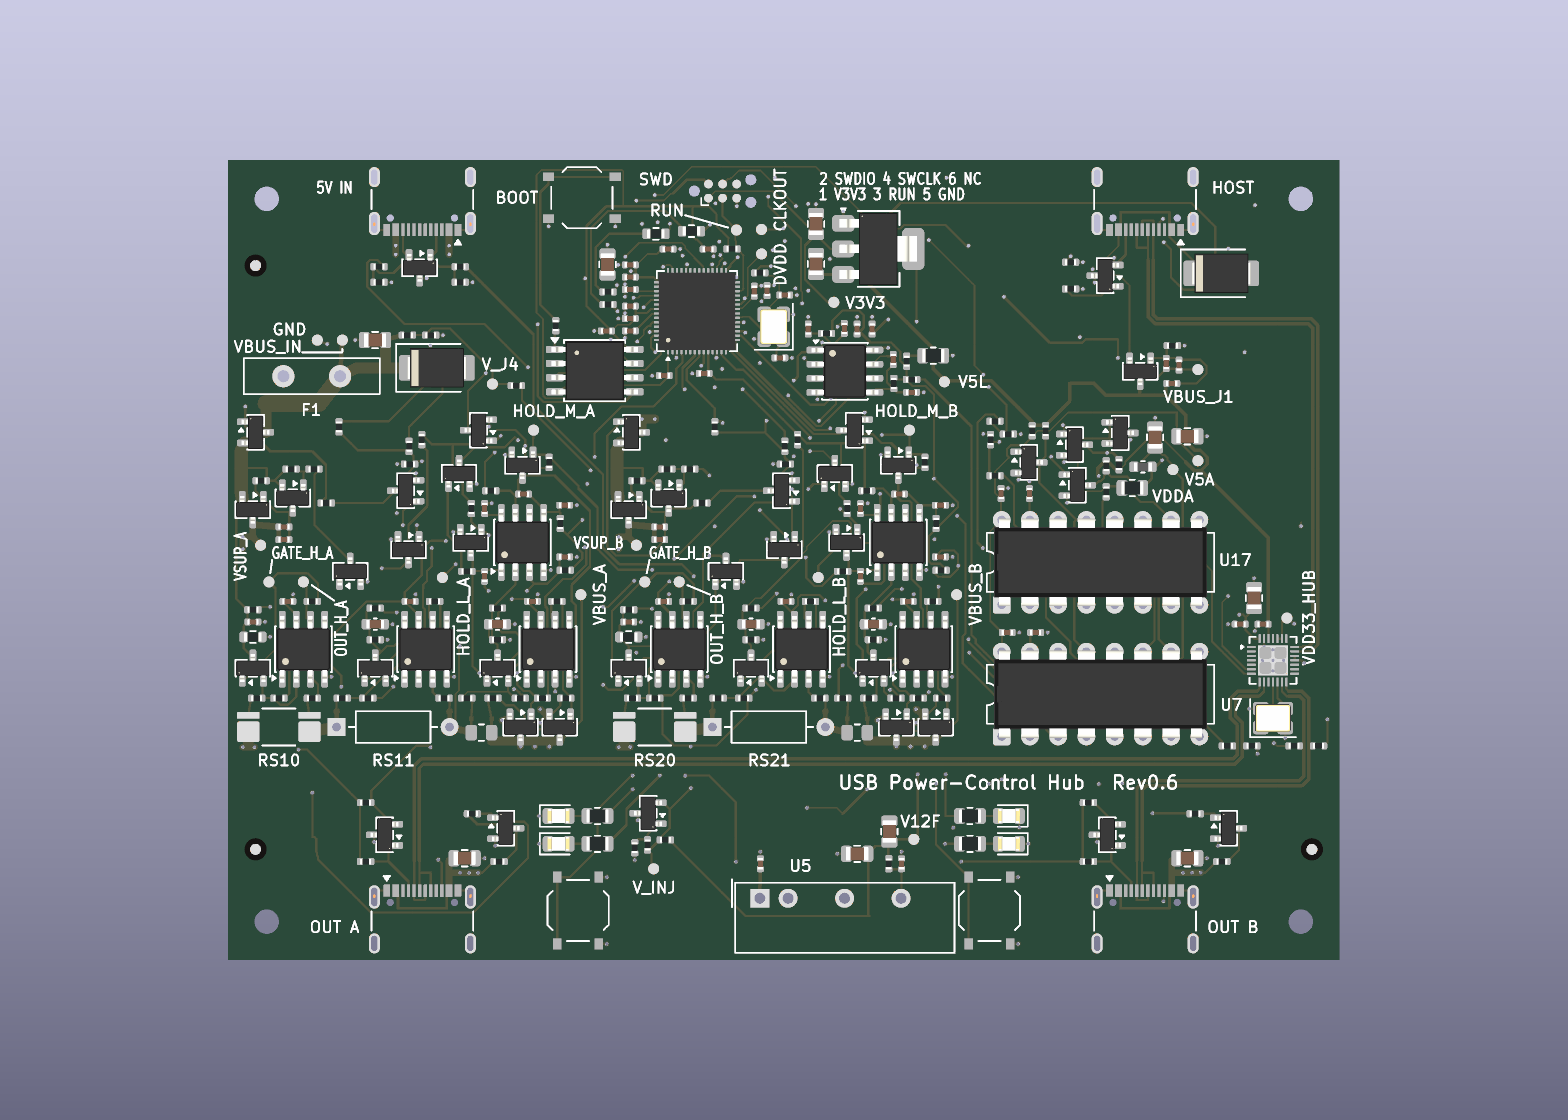 5V IN
BOOT
SWD
RUN
DVDD CLKOUT
2 SWDIO 4 SWCLK 6 NC
1 V3V3 3 RUN 5 GND
HOST
V3V3
GND
VBUS_IN
V_J4
F1
HOLD_M_A
V5L
HOLD_M_B
VBUS_J1
V5A
VDDA
VSUP_A
GATE_H_A
VSUP_B
GATE_H_B
OUT_H_A
HOLD_L_A
VBUS_A
OUT_H_B
HOLD_L_B
VBUS_B
U17
VDD33_HUB
U7
RS10
RS11
RS20
RS21
USB Power-Control Hub Rev0.6
V12F
U5
V_INJ
OUT A
OUT B